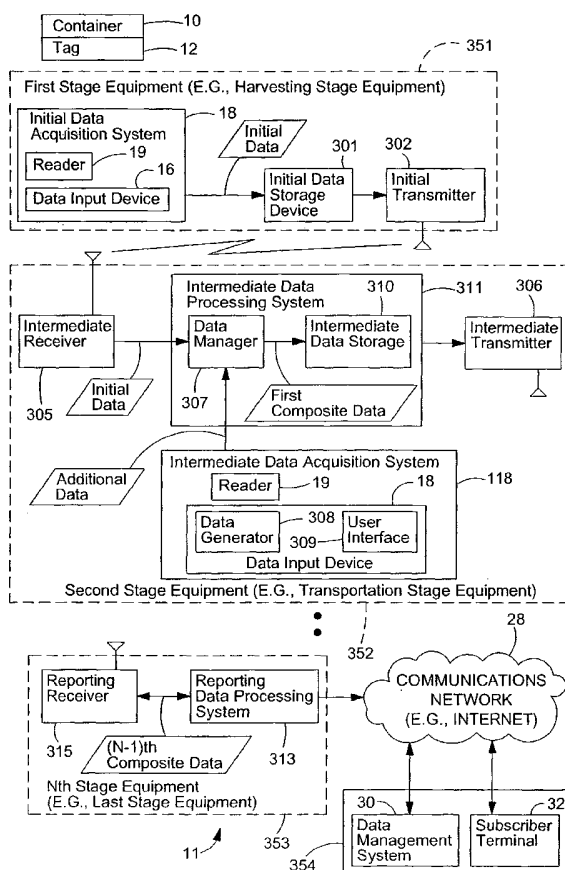 Container
10
Tag
12
351
First Stage Equipment (E.G., Harvesting Stage Equipment)
18
Initial Data
Acquisition System
19
Reader
16
Data Input Device
Initial
Data
301
Initial Data
Storage
Device
302
Initial
Transmitter
Intermediate Data
Processing System
310
311
306
Intermediate
Receiver
Data
Manager
Intermediate
Data Storage
Intermediate
Transmitter
305
Initial
Data
307
First
Composite Data
Additional
Data
Intermediate Data Acquisition System
118
Reader
19
18
Data
Generator
308
309
User
Interface
Data Input Device
Second Stage Equipment (E.G., Transportation Stage Equipment)
352
28
Reporting
Receiver
Reporting
Data Processing
System
COMMUNICATIONS
NETWORK
(E.G., INTERNET)
315
(N-1)th
Composite Data
313
Nth Stage Equipment
(E.G., Last Stage Equipment)
11
353
354
30
Data
Management
System
32
Subscriber
Terminal